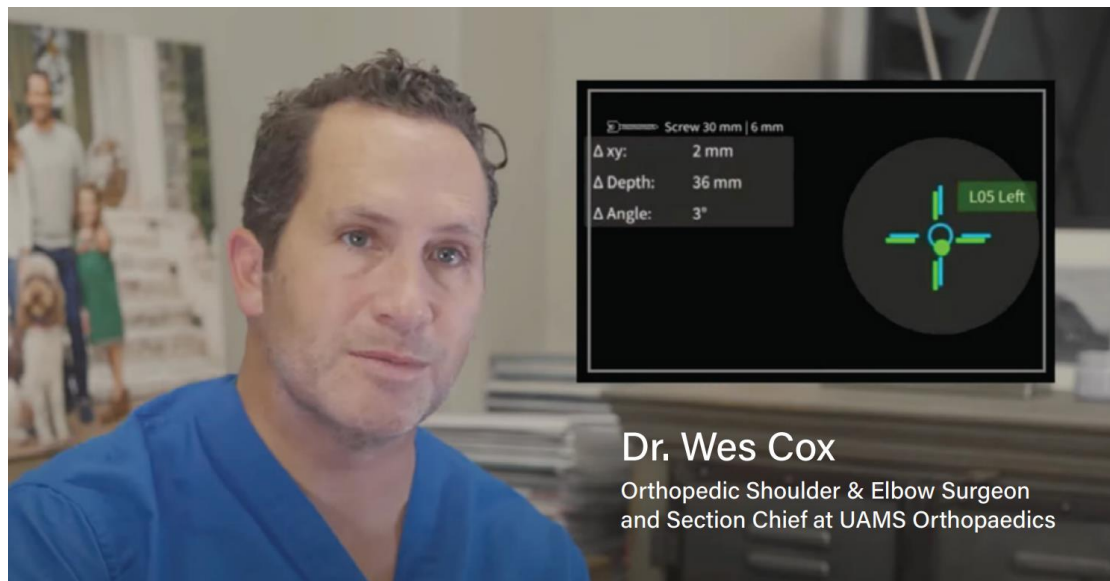 Screw 30 mm | 6 mm
Δ xy: 2 mm
Δ Depth: 36 mm
Δ Angle: 3°
L05 Left
Dr. Wes Cox
Orthopedic Shoulder & Elbow Surgeon
and Section Chief at UAMS Orthopaedics